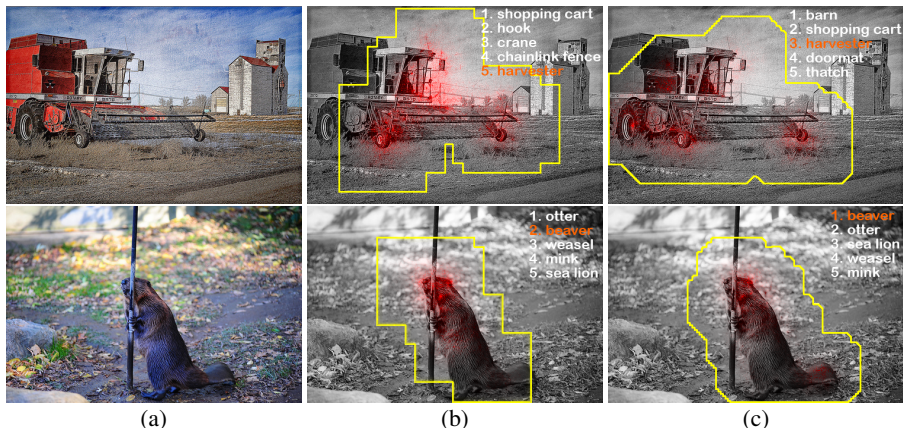 1. shopping cart
2. hook
3. crane
4. chainlink fence
5. harvester
1. barn
2. shopping cart
3. harvester
4. doormat
5. thatch
1. otter
2. beaver
3. weasel
4. mink
5. sea lion
1. beaver
2. otter
3. sea lion
4. weasel
5. mink
(a)
(b)
(c)